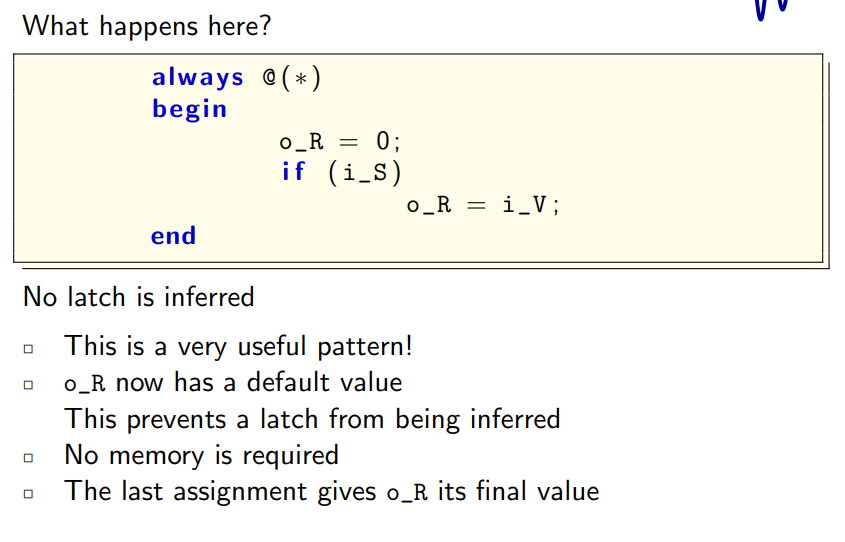 What happens here?
always @(*)
begin
o_R = 0;
if (i_S)
o_R = i_V;
end
No latch is inferred
This is a very useful pattern!
o_R now has a default value
This prevents a latch from being inferred
No memory is required
The last assignment gives o_R its final value